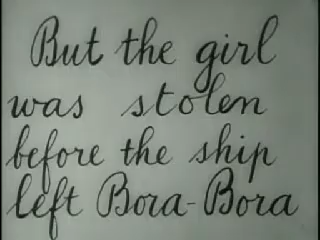 But the girl
was stolen
before the ship
left Bora-Bora